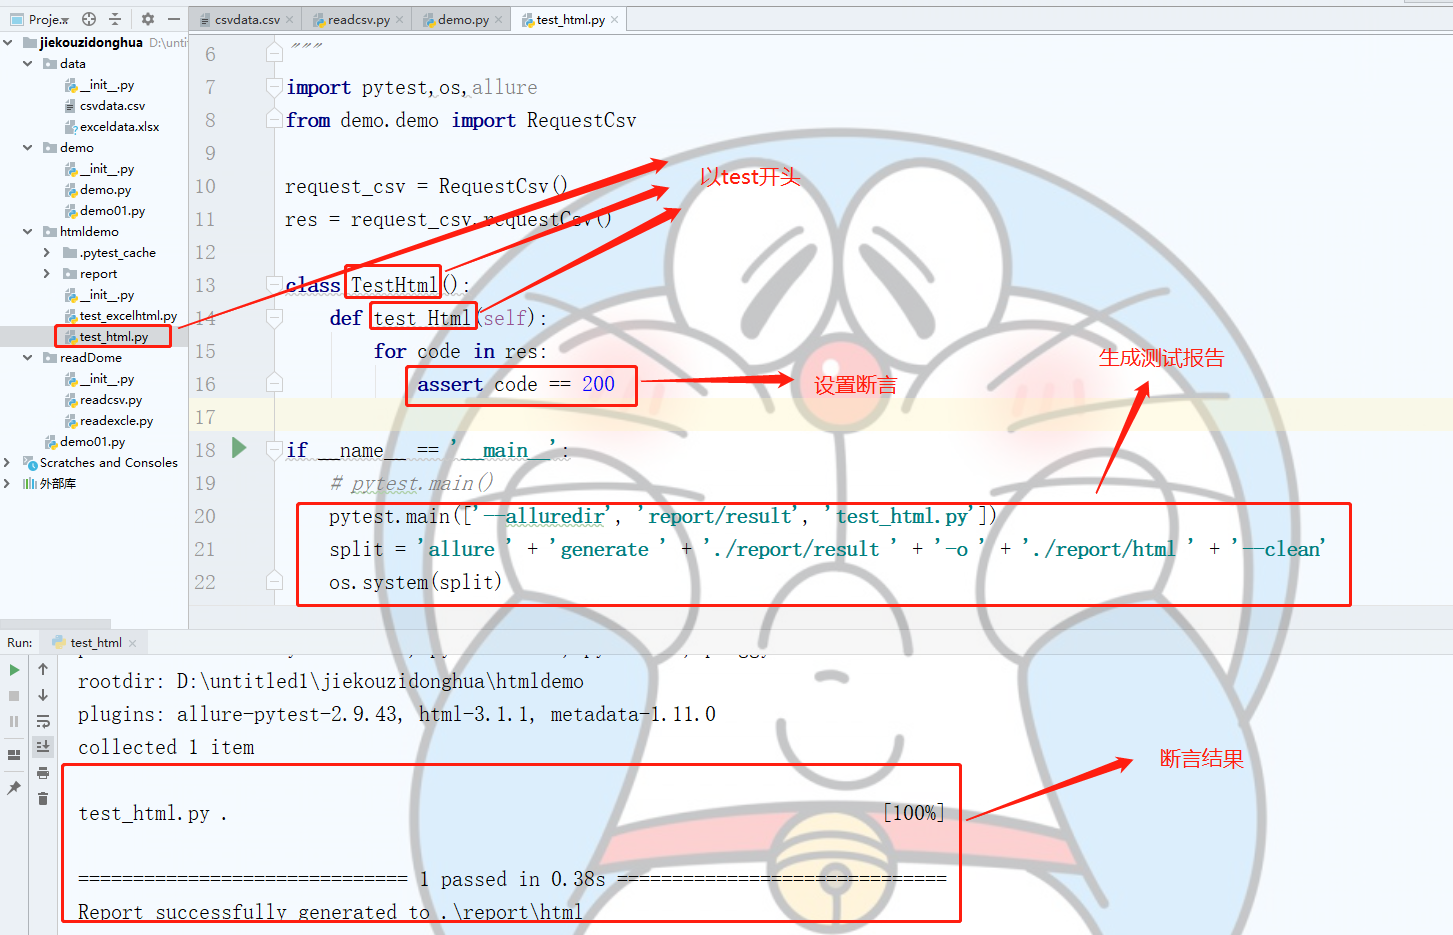 Proje...
csvdata.csv
readcsv.py
demo.py
test_html.py
jiekouzidonghua D:\unti
data
__init__.py
csvdata.csv
exceldata.xlsx
demo
__init__.py
demo.py
demo01.py
htmldemo
.pytest_cache
report
__init__.py
test_excelhtml.py
test_html.py
readDome
__init__.py
readcsv.py
readexcle.py
demo01.py
Scratches and Consoles
外部库
6 """
7 import pytest,os,allure
8 from demo.demo import RequestCsv
9
10 request_csv = RequestCsv()
11 res = request_csv.requestCsv()
12
13 class TestHtml():
14 def test_Html(self):
15 for code in res:
16 assert code == 200
17
18 if __name__ == '__main__':
19 # pytest.main()
20 pytest.main(['--alluredir', 'report/result', 'test_html.py'])
21 split = 'allure ' + 'generate ' + './report/result ' + '-o ' + './report/html ' + '--clean'
22 os.system(split)
以test开头
设置断言
生成测试报告
Run: test_html
rootdir: D:\untitled1\jiekouzidonghua\htmldemo
plugins: allure-pytest-2.9.43, html-3.1.1, metadata-1.11.0
collected 1 item
test_html.py . [100%]
============================== 1 passed in 0.38s ==============================
Report successfully generated to .\report\html
断言结果